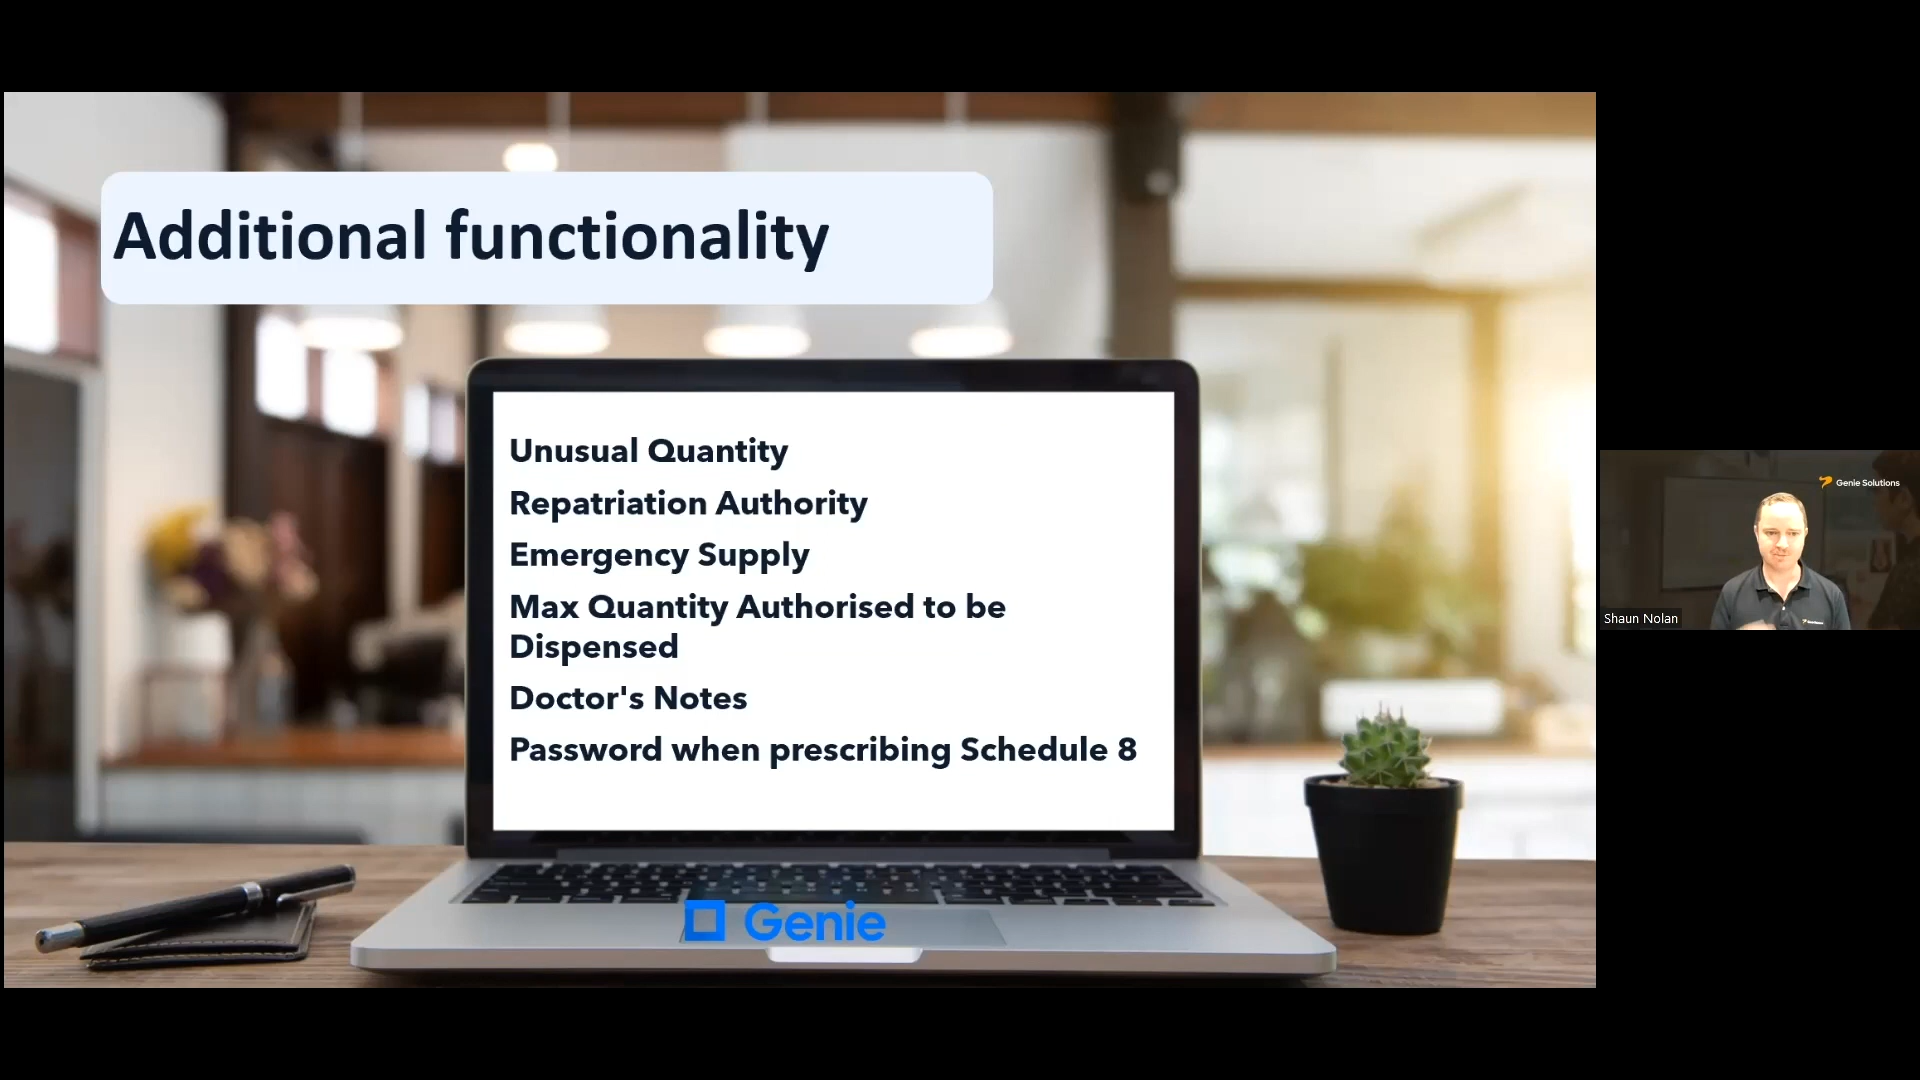 Additional functionality
Unusual Quantity
Repatriation Authority
Emergency Supply
Max Quantity Authorised to be
Dispensed
Doctor's Notes
Password when prescribing Schedule 8
Genie
Genie Solutions
Shaun Nolan